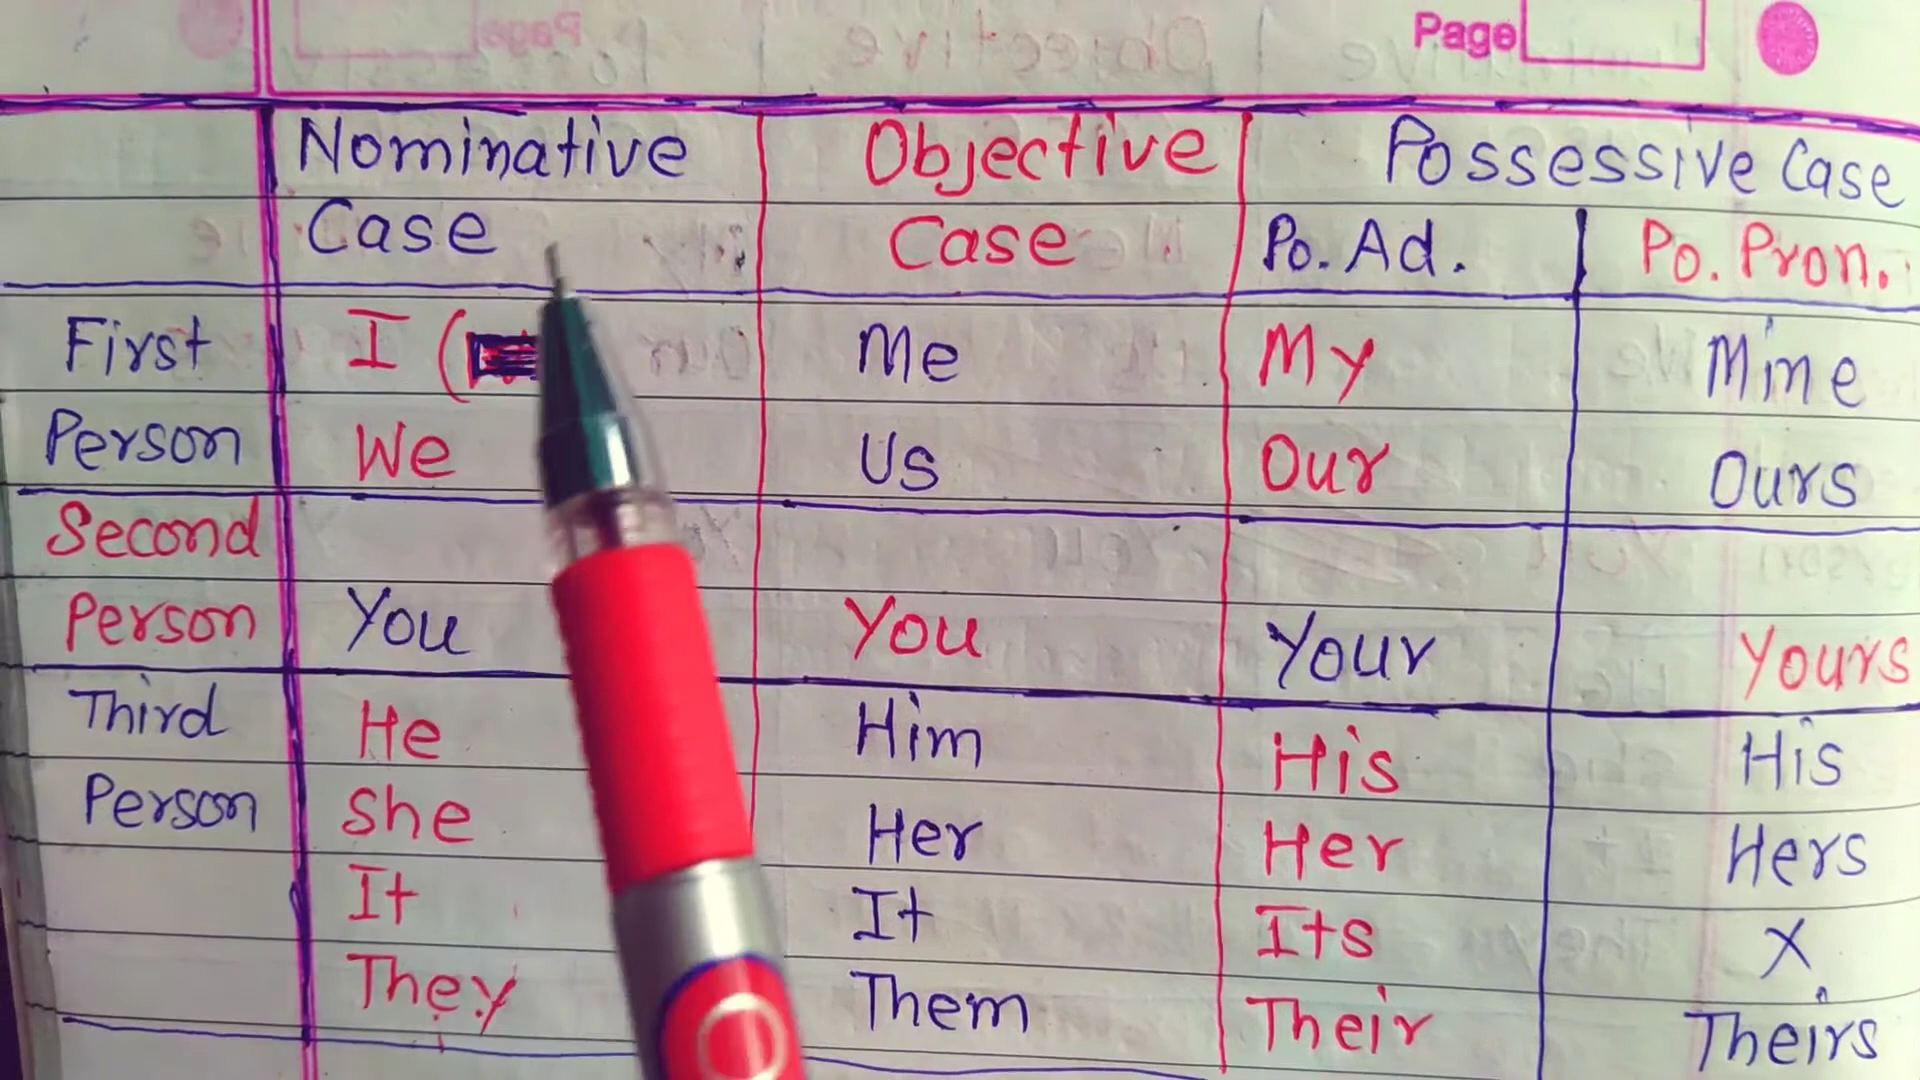 Page
Nominative Objective Possessive Case
Case Case Po. Ad. Po. Pron.
First I ( Me My Mine
Person We Us Our Ours
Second
Person You You Your Yours
Third He Him His His
Person She Her Her Hers
It It Its X
They Them Their Theirs